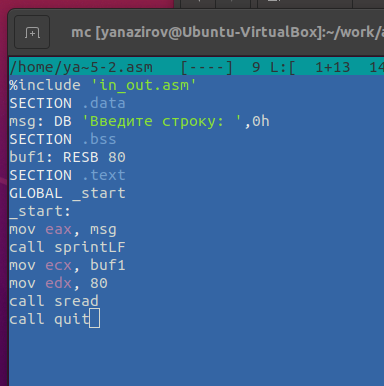 mc [yanazirov@Ubuntu-VirtualBox]:~/work/a
/home/ya~5-2.asm [----] 9 L:[ 1+13 14
%include 'in_out.asm'
SECTION .data
msg: DB 'Введите строку: ',0h
SECTION .bss
buf1: RESB 80
SECTION .text
GLOBAL _start
_start:
mov eax, msg
call sprintLF
mov ecx, buf1
mov edx, 80
call sread
call quit